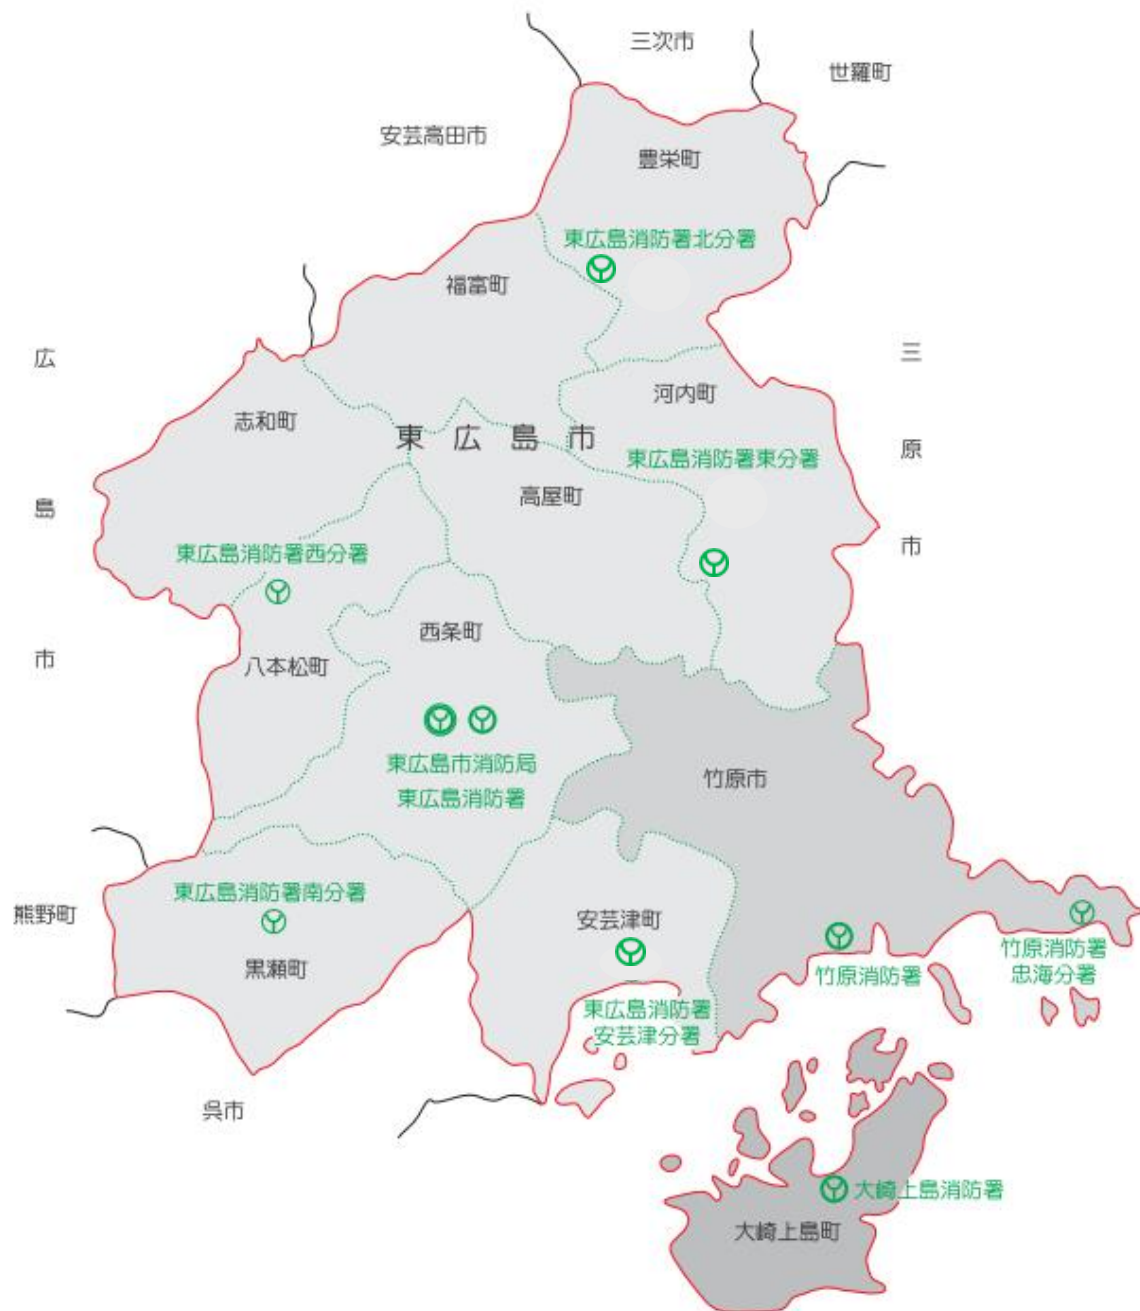 三次市
世羅町
安芸高田市
豊栄町
東広島消防署北分署
福富町
広島市
三原市
河内町
志和町
東広島市
東広島消防署東分署
高屋町
東広島消防署西分署
西条町
八本松町
東広島市消防局
東広島消防署
竹原市
東広島消防署南分署
熊野町
安芸津町
黒瀬町
竹原消防署
忠海分署
竹原消防署
東広島消防署
安芸津分署
呉市
大崎上島消防署
大崎上島町